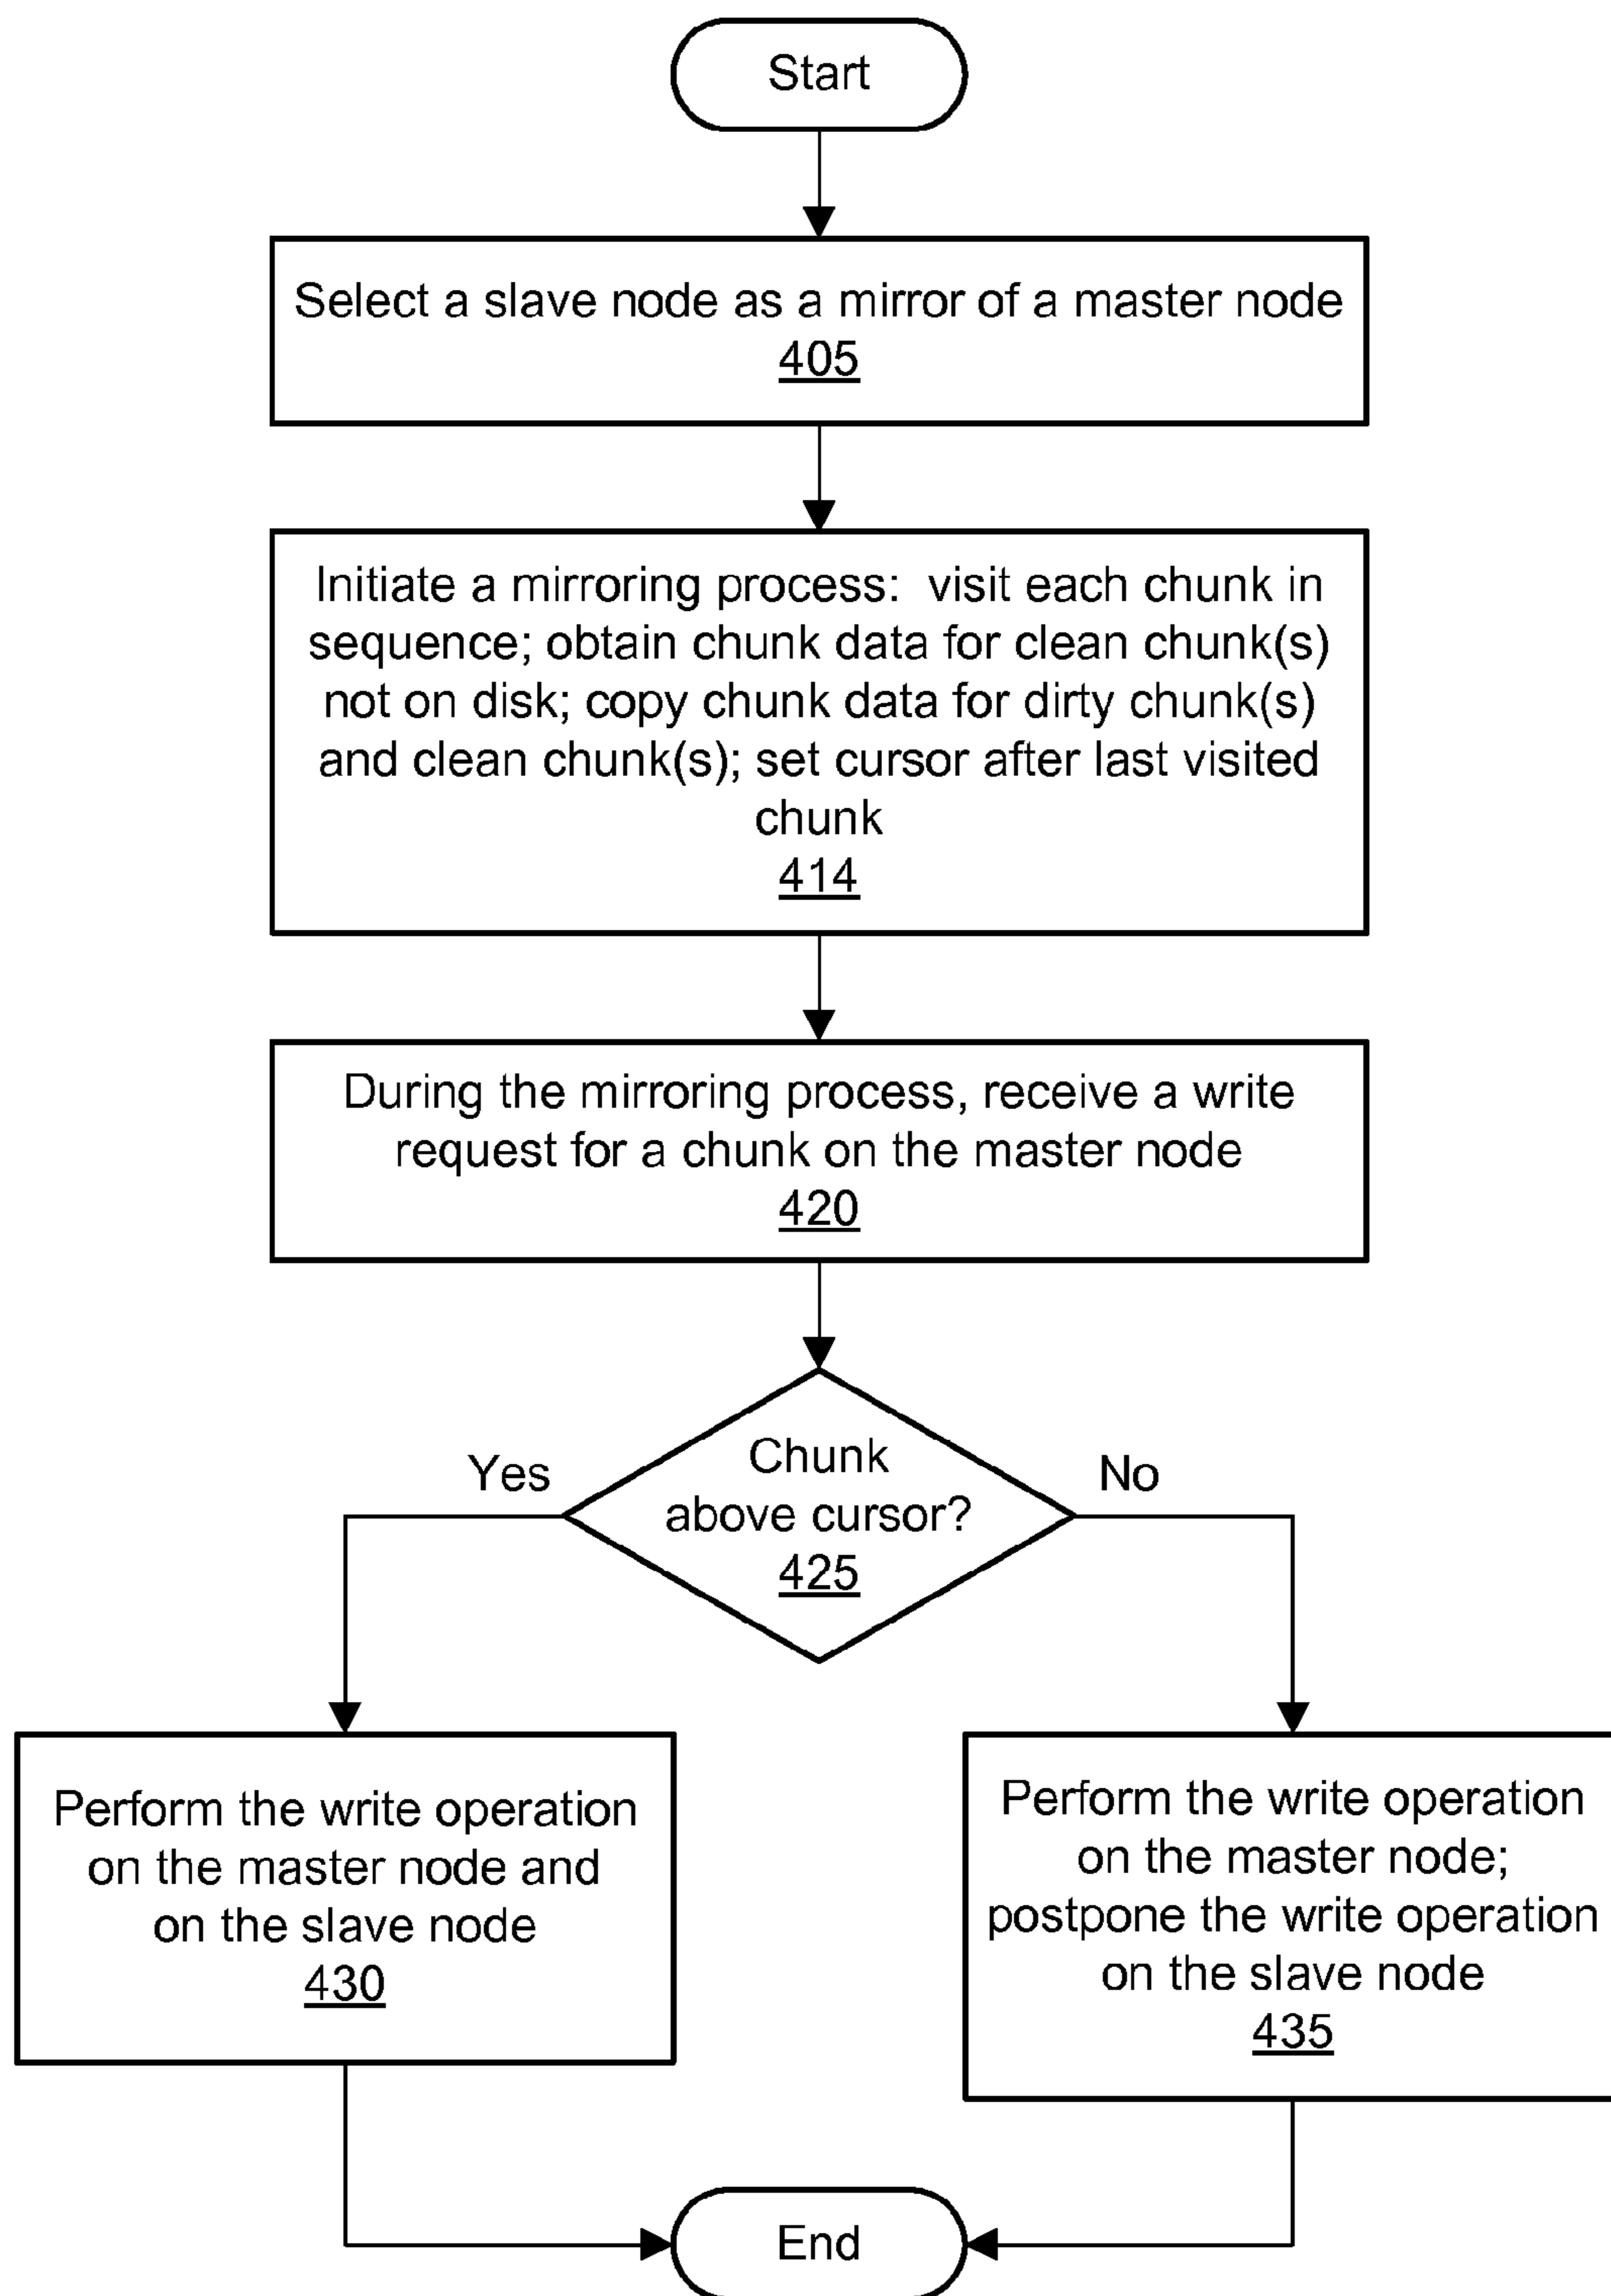 Start
Select a slave node as a mirror of a master node
405
Initiate a mirroring process:  visit each chunk in
sequence; obtain chunk data for clean chunk(s)
not on disk; copy chunk data for dirty chunk(s)
and clean chunk(s); set cursor after last visited
chunk
414
During the mirroring process, receive a write
request for a chunk on the master node
420
Chunk
above cursor?
425
Yes
No
Perform the write operation
on the master node and
on the slave node
430
Perform the write operation
on the master node;
postpone the write operation
on the slave node
435
End